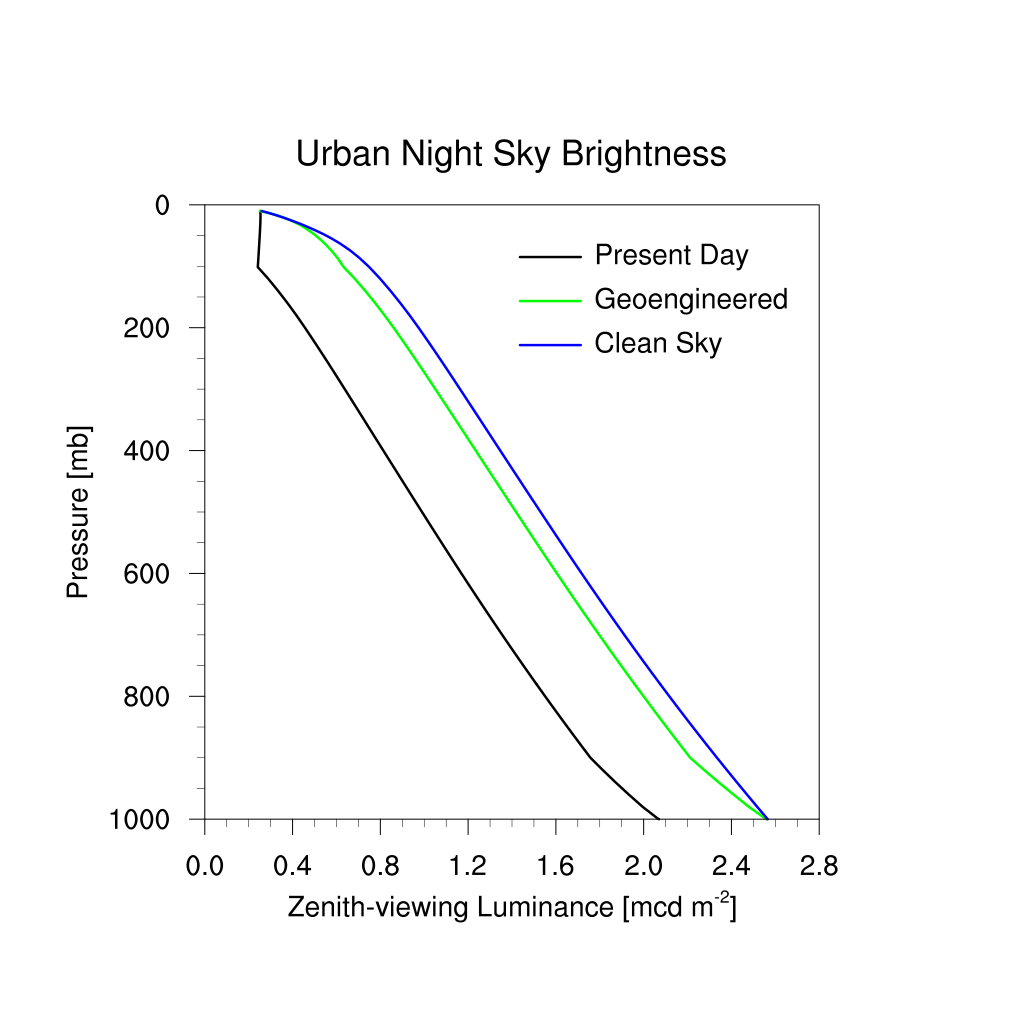 Urban Night Sky Brightness
0
200
400
600
800
1000
Pressure [mb]
Present Day
Geoengineered
Clean Sky
0.0 0.4 0.8 1.2 1.6 2.0 2.4 2.8
Zenith-viewing Luminance [mcd m⁻²]